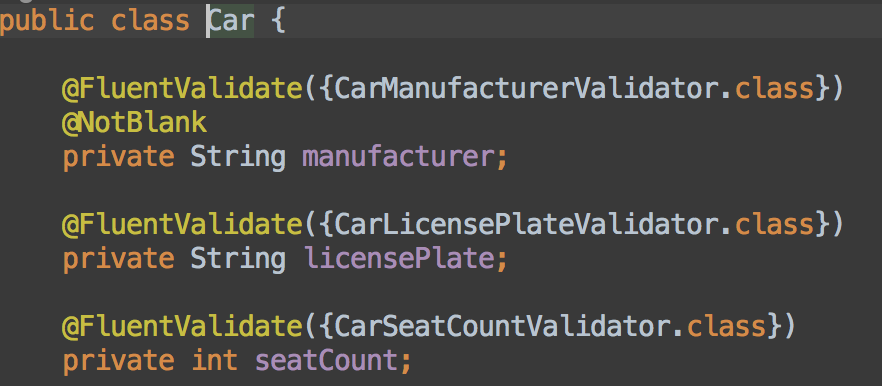 public class Car {
@FluentValidate({CarManufacturerValidator.class})
@NotBlank
private String manufacturer;
@FluentValidate({CarLicensePlateValidator.class})
private String licensePlate;
@FluentValidate({CarSeatCountValidator.class})
private int seatCount;